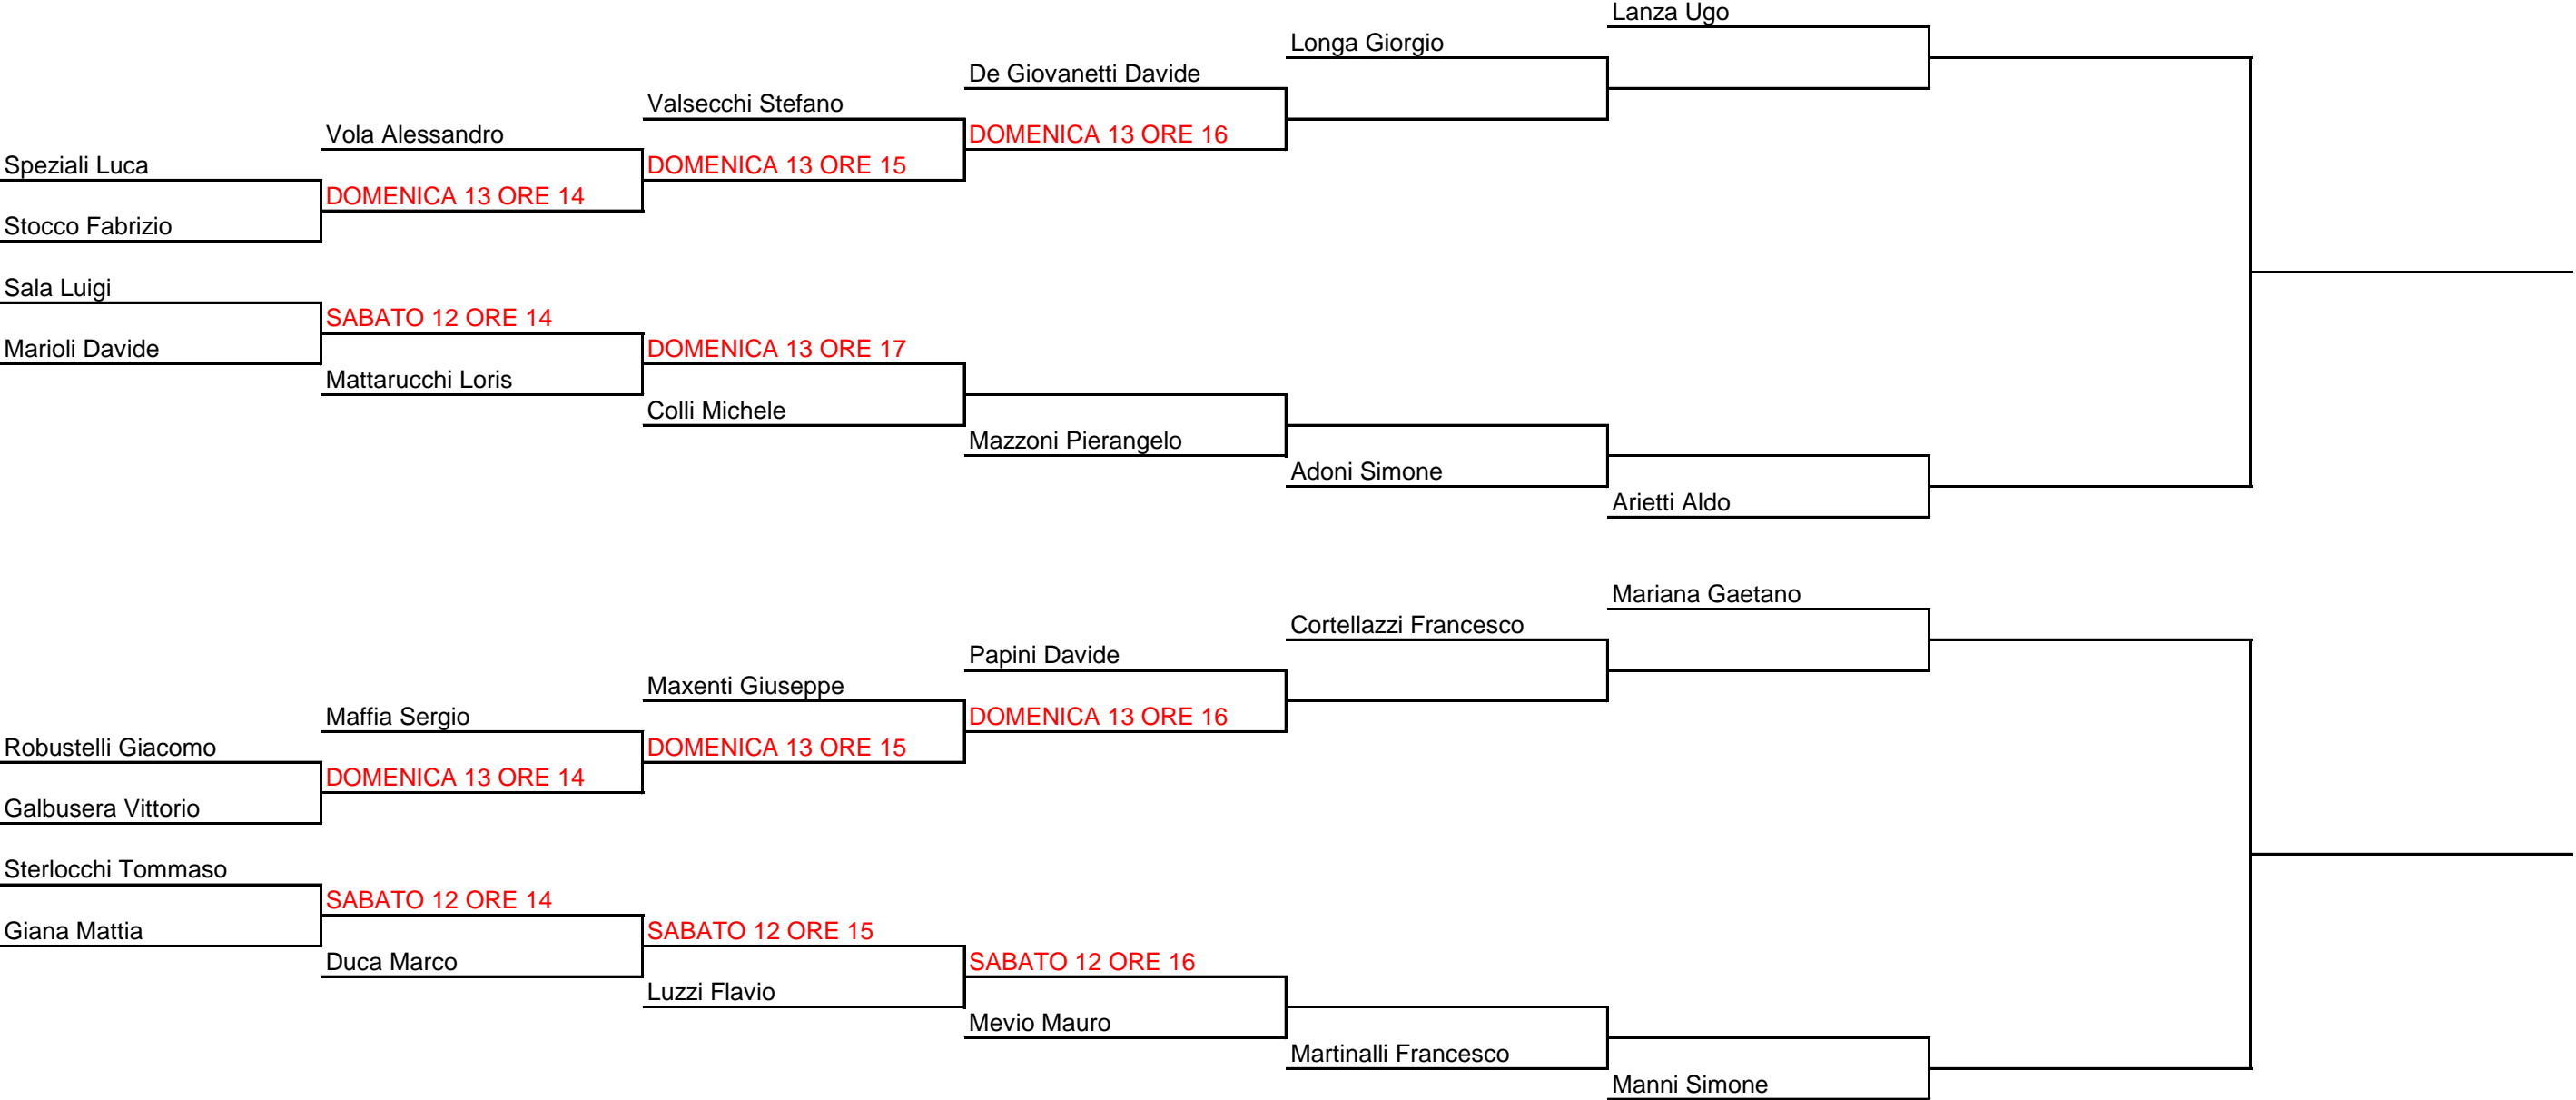 Lanza Ugo
Longa Giorgio
De Giovanetti Davide
Valsecchi Stefano
Vola Alessandro
DOMENICA 13 ORE 16
Speziali Luca
DOMENICA 13 ORE 15
DOMENICA 13 ORE 14
Stocco Fabrizio
Sala Luigi
SABATO 12 ORE 14
Marioli Davide
DOMENICA 13 ORE 17
Mattarucchi Loris
Colli Michele
Mazzoni Pierangelo
Adoni Simone
Arietti Aldo
Mariana Gaetano
Cortellazzi Francesco
Papini Davide
Maxenti Giuseppe
Maffia Sergio
DOMENICA 13 ORE 16
Robustelli Giacomo
DOMENICA 13 ORE 15
DOMENICA 13 ORE 14
Galbusera Vittorio
Sterlocchi Tommaso
SABATO 12 ORE 14
Giana Mattia
SABATO 12 ORE 15
Duca Marco
SABATO 12 ORE 16
Luzzi Flavio
Mevio Mauro
Martinalli Francesco
Manni Simone